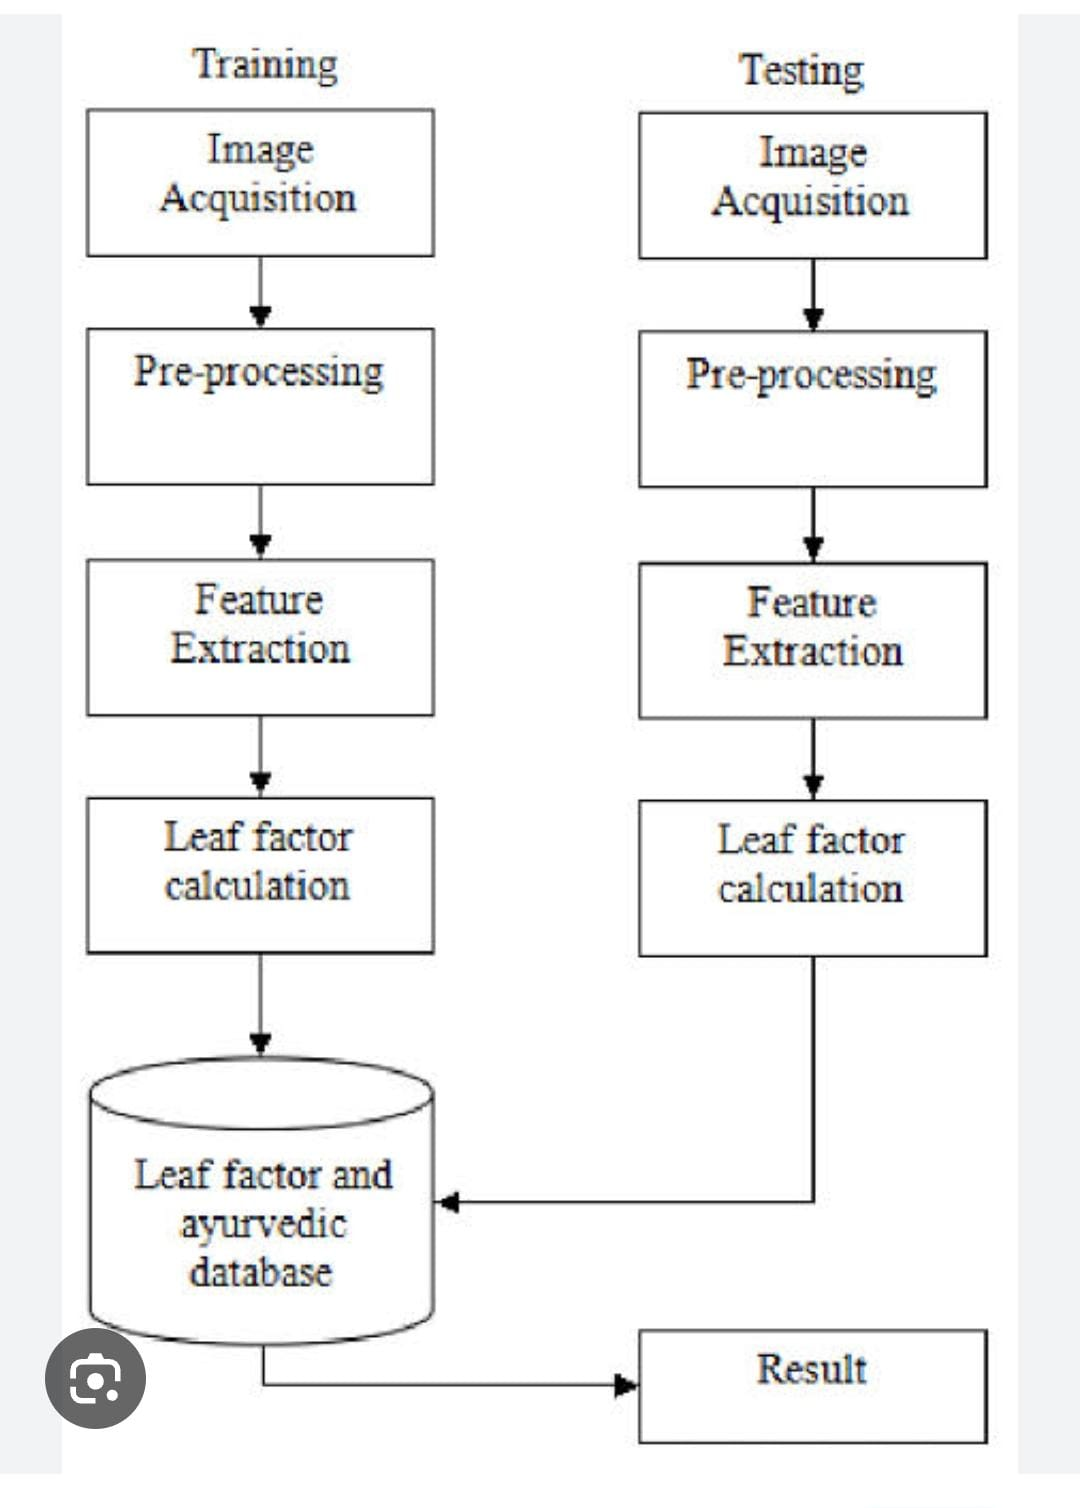 Training
Image
Acquisition
Pre-processing
Feature
Extraction
Leaf factor
calculation
Leaf factor and
ayurvedic
database
Testing
Image
Acquisition
Pre-processing
Feature
Extraction
Leaf factor
calculation
Result